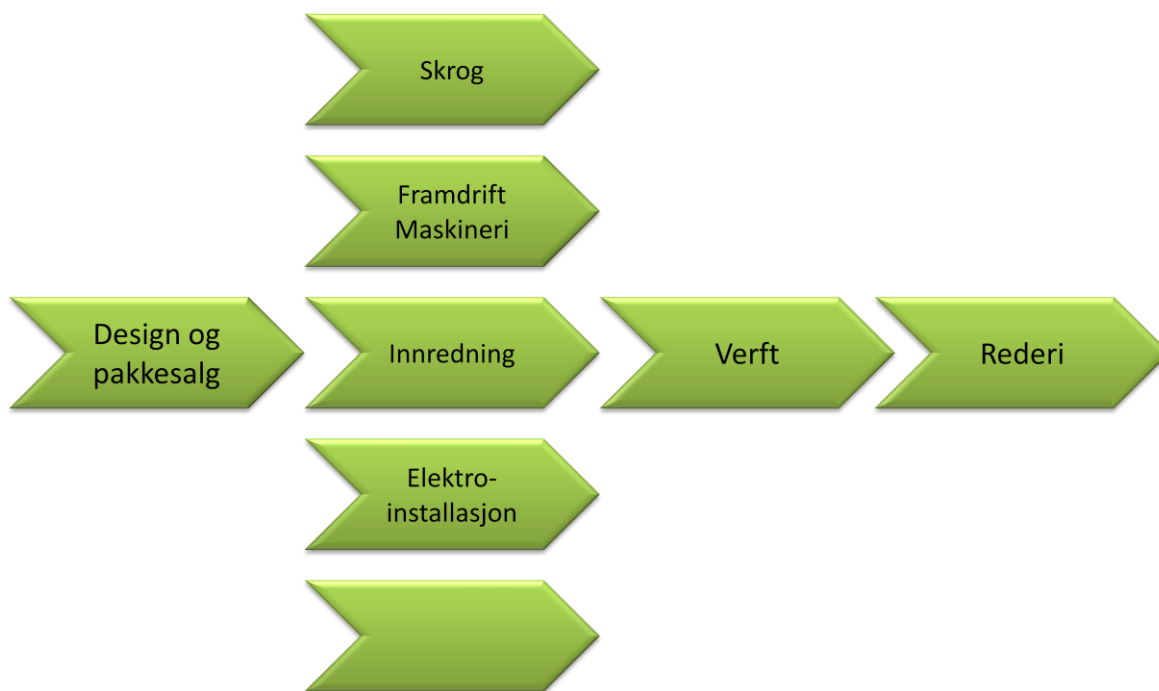 Skrog
Framdrift
Maskineri
Design og
pakkesalg
Innredning
Verft
Rederi
Elektro-
installasjon